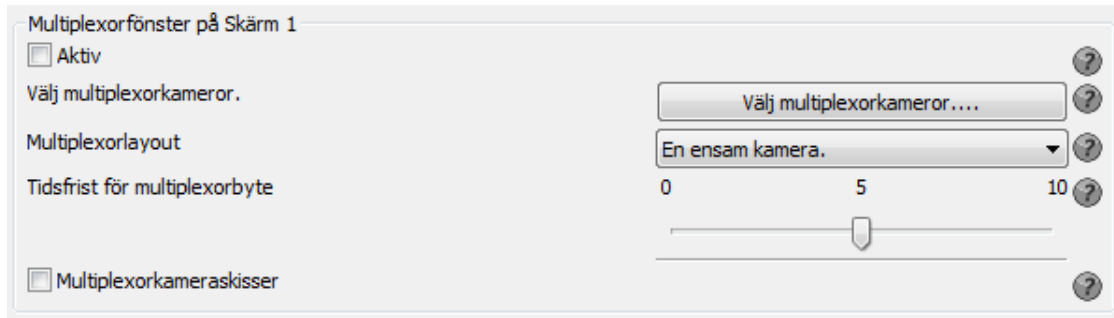 Multiplexorfönster på Skärm 1
Aktiv
?
Välj multiplexorkameror.
Välj multiplexorkameror....
?
Multiplexorlayout
En ensam kamera.
?
Tidsfrist för multiplexorbyte
0 5 10
?
Multiplexorkameraskisser
?